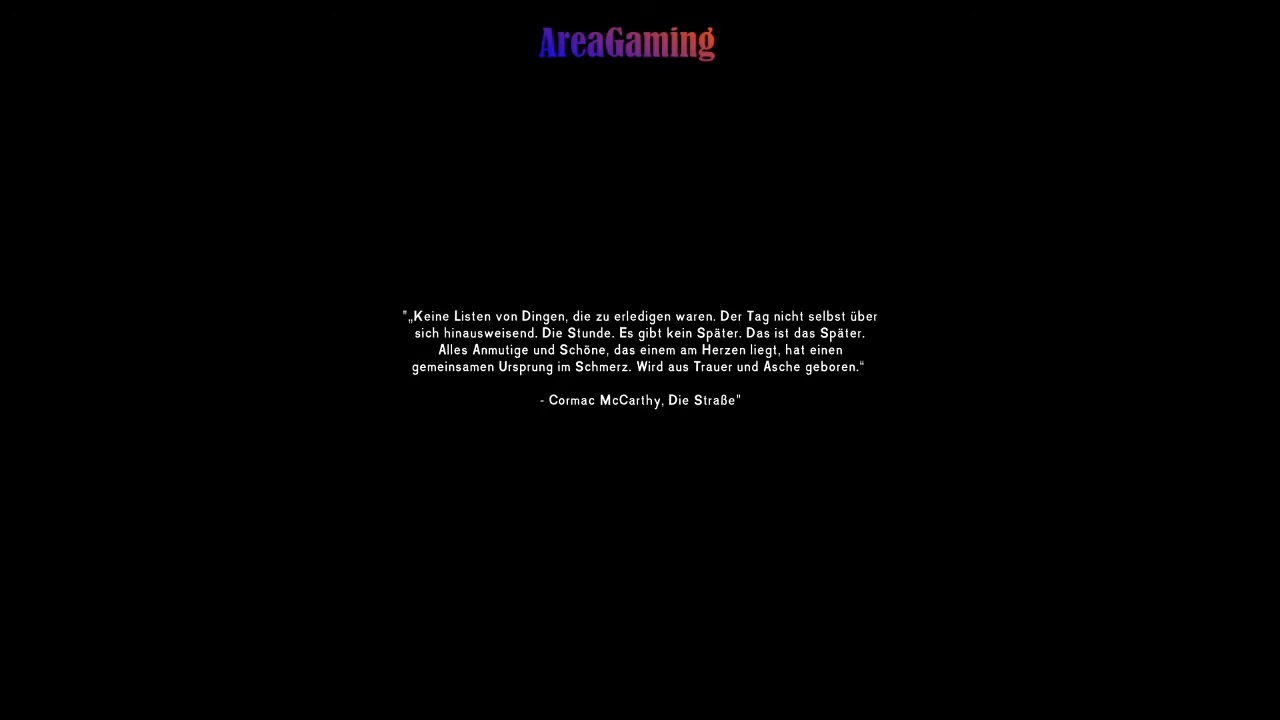 AreaGaming
"„Keine Listen von Dingen, die zu erledigen waren. Der Tag nicht selbst über
sich hinausweisend. Die Stunde. Es gibt kein Später. Das ist das Später.
Alles Anmutige und Schöne, das einem am Herzen liegt, hat einen
gemeinsamen Ursprung im Schmerz. Wird aus Trauer und Asche geboren.“
- Cormac McCarthy, Die Straße"